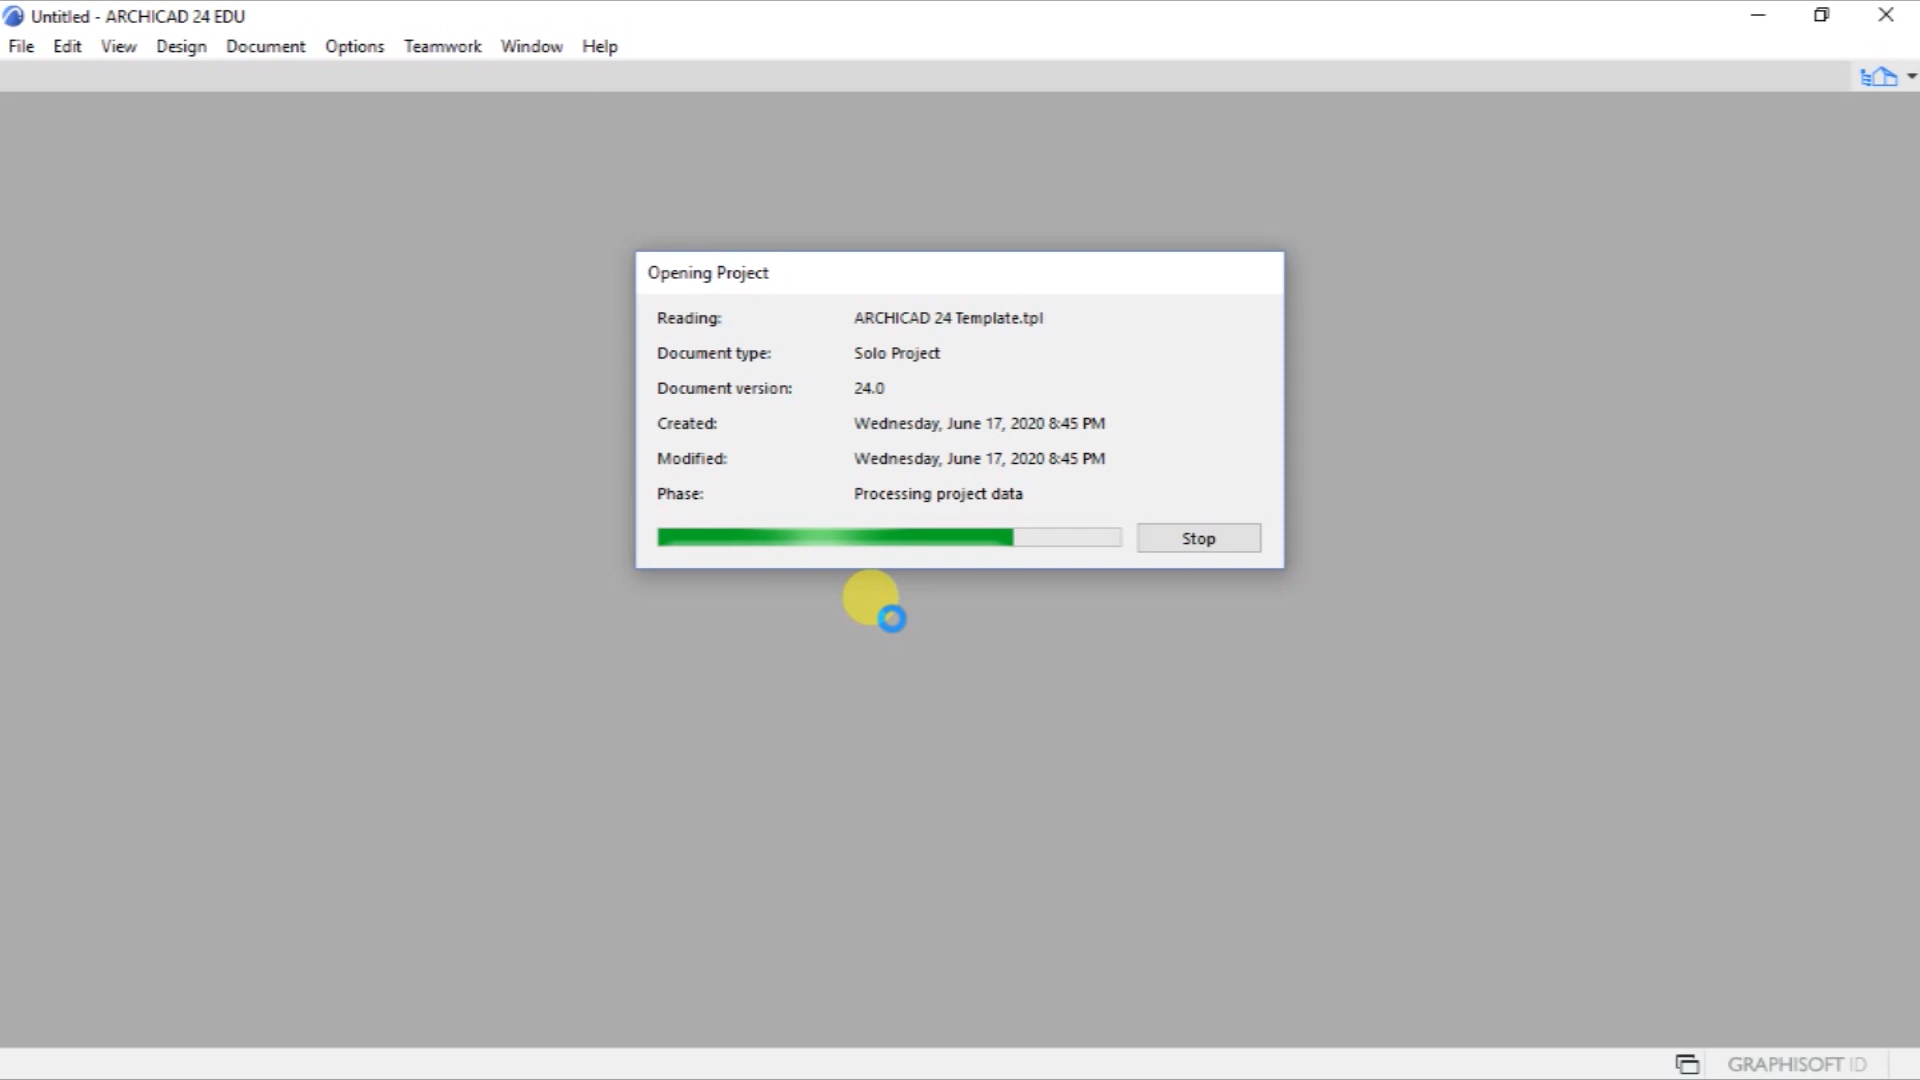 Untitled - ARCHICAD 24 EDU
File Edit View Design Document Options Teamwork Window Help
Opening Project
Reading: ARCHICAD 24 Template.tpl
Document type: Solo Project
Document version: 24.0
Created: Wednesday, June 17, 2020 8:45 PM
Modified: Wednesday, June 17, 2020 8:45 PM
Phase: Processing project data
Stop
GRAPHISOFT ID